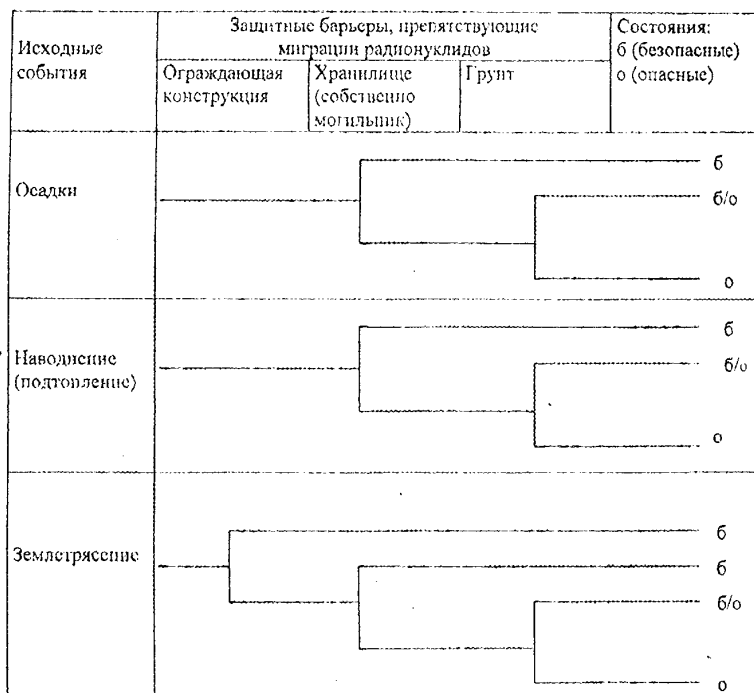 Исходные
события
Защитные барьеры, препятствующие
миграции радионуклидов
Ограждающая
конструкция
Хранилище
(собственно
могильник)
Грунт
Состояния:
б (безопасные)
о (опасные)
Осадки
б
б/о
о
Наводнение
(подтопление)
б
б/о
о
Землетрясение
б
б
б/о
о